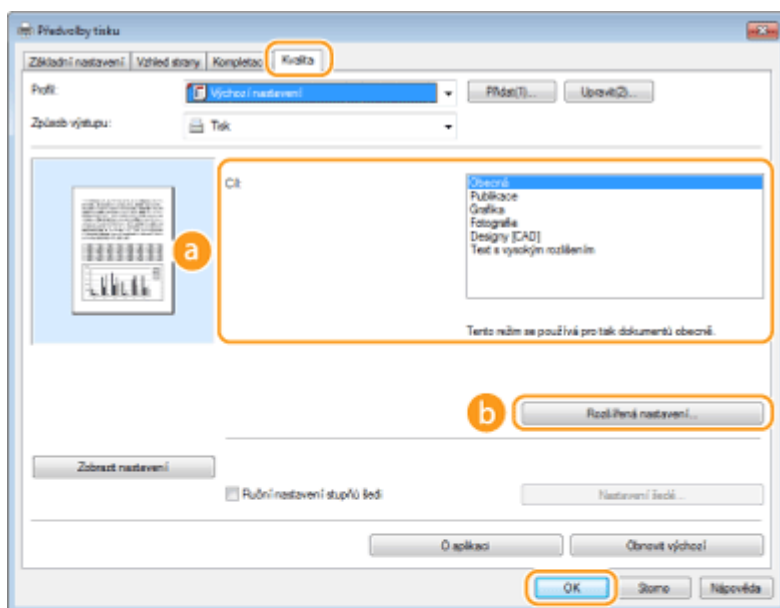 Předvolby tisku
Základní nastavení Vzhled strany Kompletac Kvalita
Profil: Výchozí nastavení Přidat(1)... Upravit(2)...
Způsob výstupu: Tisk
Cíl: Obecné
Publikace
Grafika
Fotografie
Designy [CAD]
Text s vysokým rozlišením
a
Tento režim se používá pro tisk dokumentů obecně.
b Rozšířená nastavení...
Zobrazit nastavení
Ruční nastavení stupňů šedi Nastavení šedé...
O aplikaci Obnovit výchozí
OK Storno Nápověda